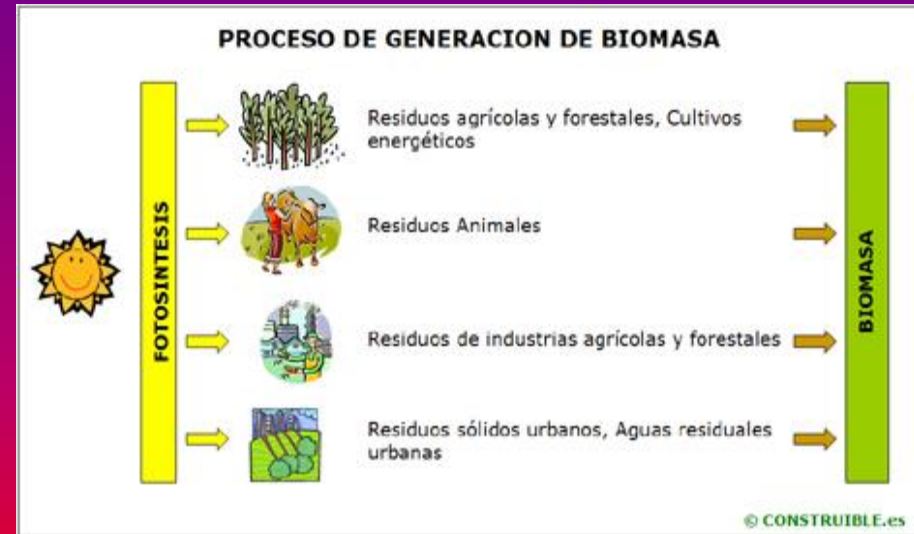 PROCESO DE GENERACION DE BIOMASA
FOTOSINTESIS
Residuos agrícolas y forestales, Cultivos
energéticos
Residuos Animales
Residuos de industrias agrícolas y forestales
Residuos sólidos urbanos, Aguas residuales
urbanas
BIOMASA
© CONSTRUIBLE.es